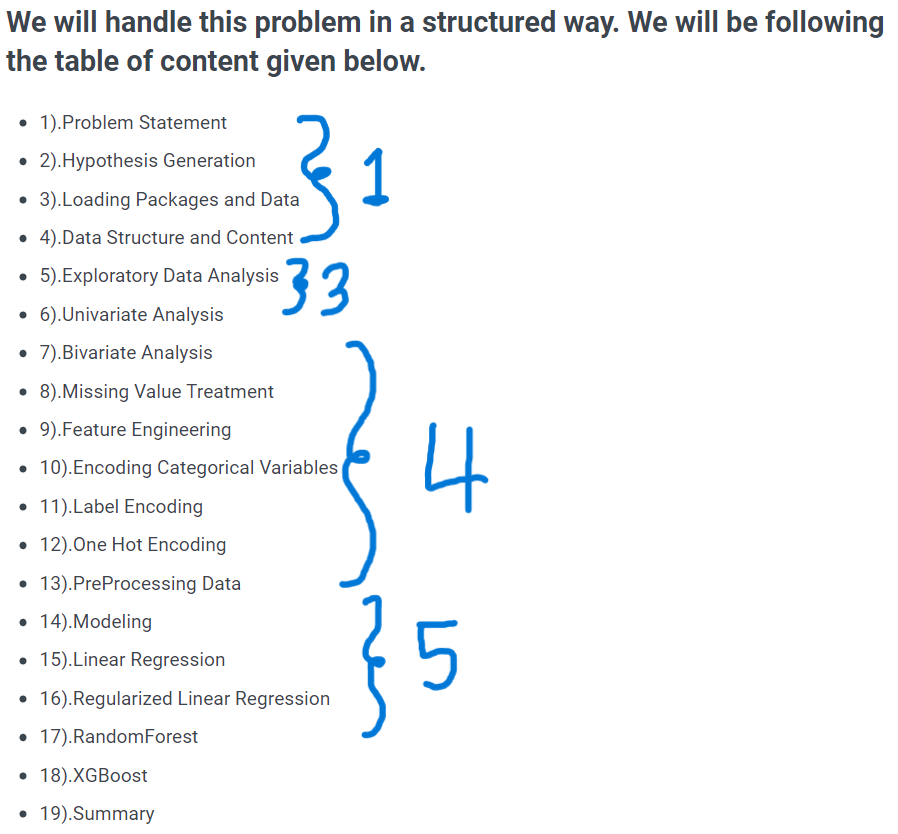 We will handle this problem in a structured way. We will be following
the table of content given below.
1).Problem Statement
2).Hypothesis Generation
1
3).Loading Packages and Data
4).Data Structure and Content
5).Exploratory Data Analysis
3
6).Univariate Analysis
7).Bivariate Analysis
8).Missing Value Treatment
9).Feature Engineering
4
10).Encoding Categorical Variables
11).Label Encoding
12).One Hot Encoding
13).PreProcessing Data
14).Modeling
15).Linear Regression
5
16).Regularized Linear Regression
17).RandomForest
18).XGBoost
19).Summary